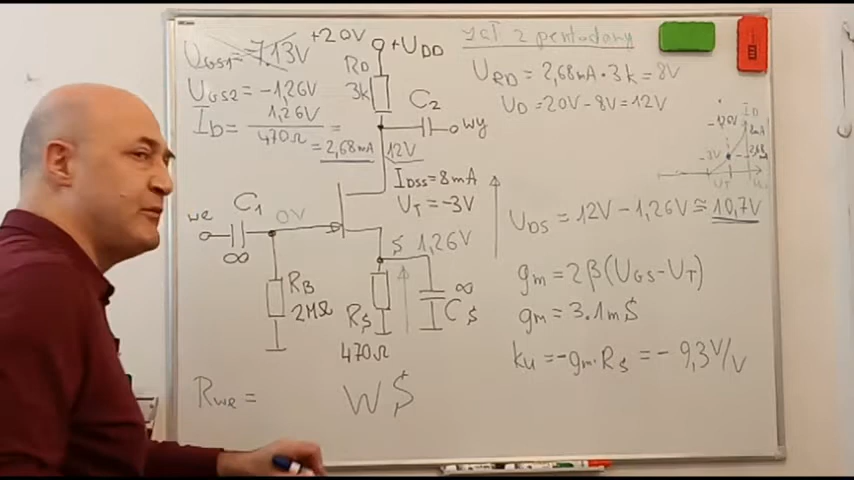 U_GS1 = 7.13V
U_GS2 = -1,26V
I_D = 1,26V / 470Ω =
= 2,68mA
+20V
+U_DD
R_D
3k
C_2
wy
12V
I_DSS = 8mA
U_T = -3V
we
C_1
∞
0V
R_B
2MΩ
S 1,26V
R_S
470Ω
∞
C_S
R_we =
WS
U_RD = 2,68mA · 3k = 8V
U_D = 20V - 8V = 12V
I_D
8mA
-3V
U_T
U_DS = 12V - 1,26V ≅ 10,7V
g_m = 2β(U_GS - U_T)
g_m = 3.1mS
k_u = -g_m · R_S = -9,3V/V